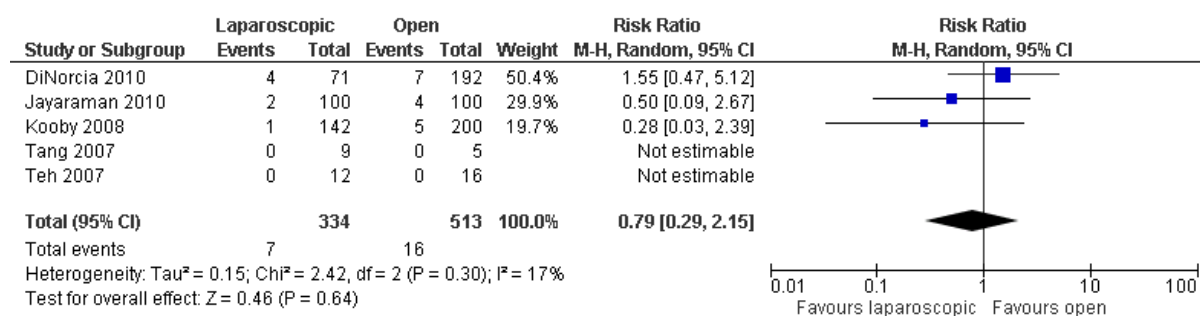 Laparoscopic Open Risk Ratio Risk Ratio
Study or Subgroup Events Total Events Total Weight M-H, Random, 95% CI M-H, Random, 95% CI
DiNorcia 2010 4 71 7 192 50.4% 1.55 [0.47, 5.12]
Jayaraman 2010 2 100 4 100 29.9% 0.50 [0.09, 2.67]
Kooby 2008 1 142 5 200 19.7% 0.28 [0.03, 2.39]
Tang 2007 0 9 0 5 Not estimable
Teh 2007 0 12 0 16 Not estimable
Total (95% CI) 334 513 100.0% 0.79 [0.29, 2.15]
Total events 7 16
Heterogeneity: Tau² = 0.15; Chi² = 2.42, df = 2 (P = 0.30); I² = 17%
Test for overall effect: Z = 0.46 (P = 0.64)
0.01 0.1 1 10 100
Favours laparoscopic Favours open